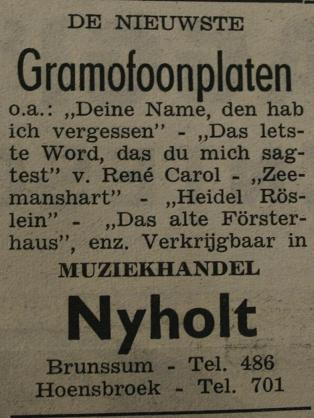 DE NIEUWSTE
Gramofoonplaten
o.a.: „Deine Name, den hab
ich vergessen” - „Das lets-
te Word, das du mich sag-
test” v. René Carol - „Zee-
manshart” - „Heidel Rös-
lein” - „Das alte Förster-
haus”, enz. Verkrijgbaar in
MUZIEKHANDEL
Nyholt
Brunssum - Tel. 486
Hoensbroek - Tel. 701